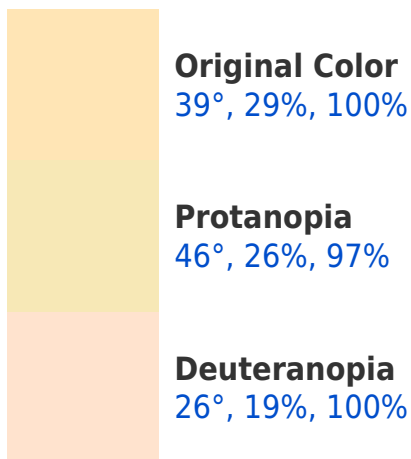 Original Color
39°, 29%, 100%
Protanopia
46°, 26%, 97%
Deuteranopia
26°, 19%, 100%